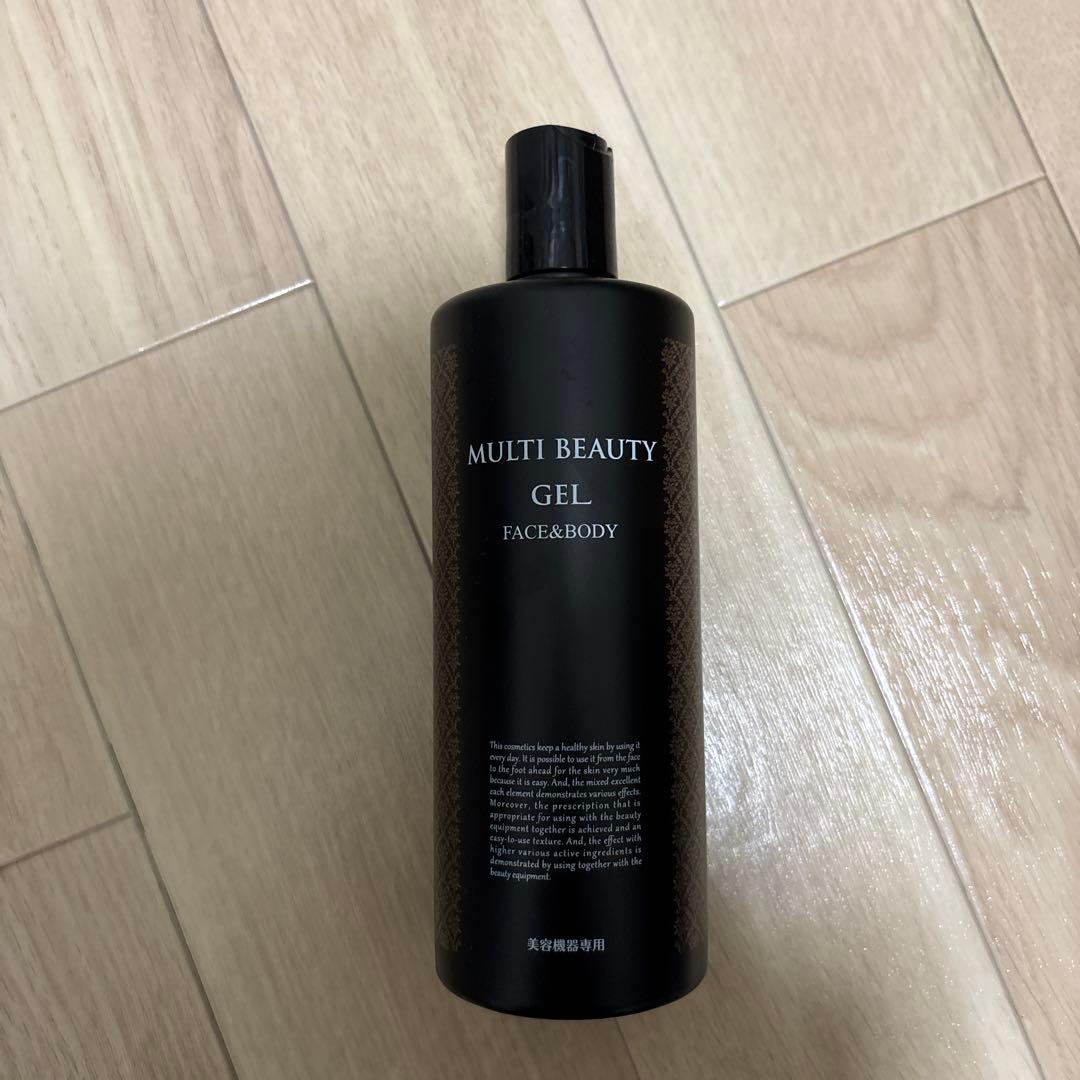 MULTI BEAUTY
GEL
FACE&BODY
This cosmetics keep a healthy skin by using it
every day. It is possible to use it from the face
to the foot ahead for the skin very much
because it is easy. And, the mixed excellent
each element demonstrates various effects.
Moreover, the prescription that is
appropriate for using with the beauty
equipment together is achieved and an
easy-to-use texture. And, the effect with
higher various active ingredients is
demonstrated by using together with the
beauty equipment.
美容機器専用